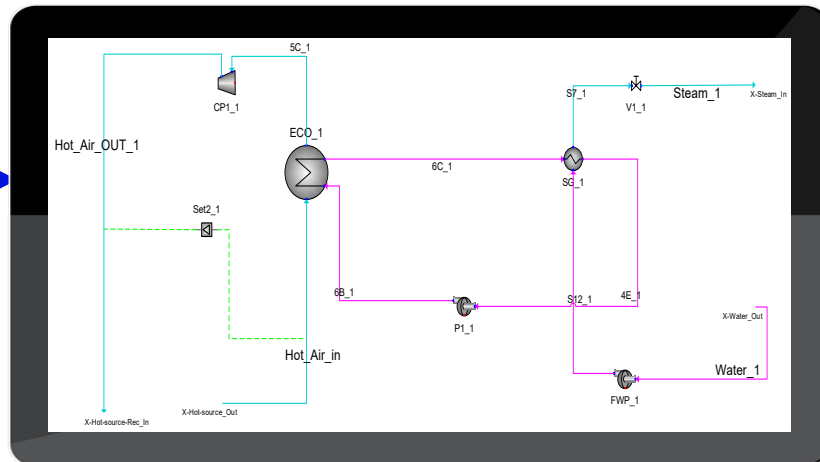 5C_1
CP1_1
S7_1
V1_1
Steam_1
X-Steam_In
ECO_1
Hot_Air_OUT_1
6C_1
SG_1
Set2_1
6B_1
S12_1
4E_1
P1_1
X-Water_Out
Hot_Air_in
Water_1
FWP_1
X-Hot-source_Out
X-Hot-source-Rec_In